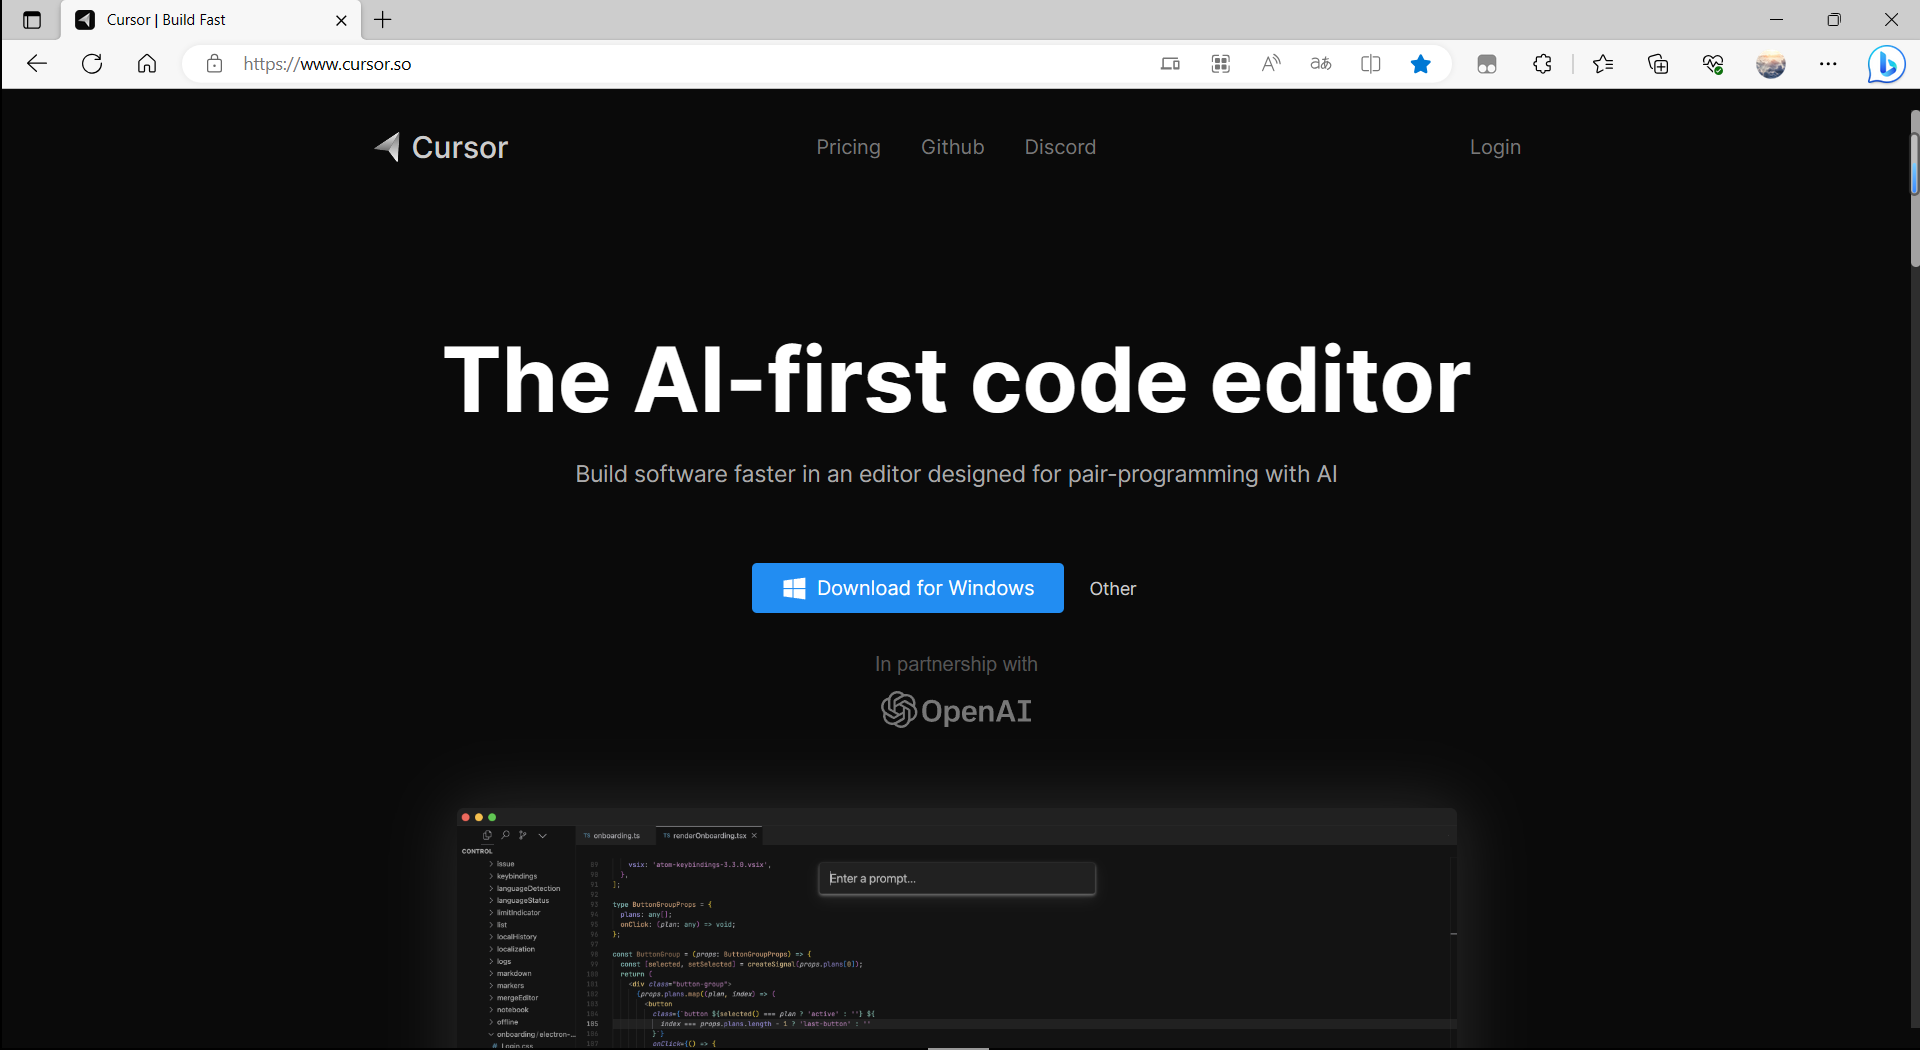 Cursor | Build Fast
https://www.cursor.so
Cursor
Pricing
Github
Discord
Login
The AI-first code editor
Build software faster in an editor designed for pair-programming with AI
Download for Windows
Other
In partnership with
OpenAI
onboarding.ts
renderOnboarding.tsx
CONTROL
issue
keybindings
languageDetection
languageStatus
limitIndicator
list
localHistory
localization
logs
markdown
markers
mergeEditor
notebook
offline
onboarding/electron-...
# Login.css
Enter a prompt...
89 vsix: 'atom-keybindings-3.3.0.vsix',
90 },
91 ];
92
93 type ButtonGroupProps = {
94 plans: any[];
95 onClick: (plan: any) => void;
96 };
97
98 const ButtonGroup = (props: ButtonGroupProps) => {
99 const [selected, setSelected] = createSignal(props.plans[0]);
100 return (
101 <div class="button-group">
102 {props.plans.map((plan, index) => (
103 <button
104 class={`button ${selected() === plan ? 'active' : ''} ${
105 index === props.plans.length - 1 ? 'last-button' : ''
106 }`}
107 onClick={() => {